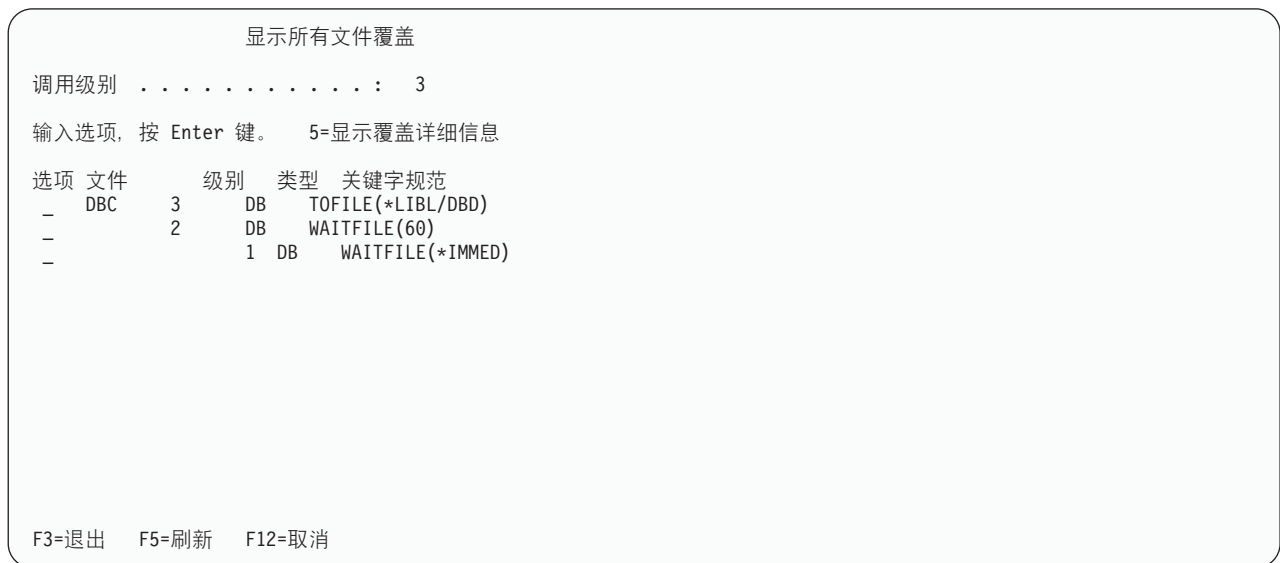 显示所有文件覆盖
调用级别 . . . . . . . . . . . : 3
输入选项, 按 Enter 键。 5=显示覆盖详细信息
选项 文件 级别 类型 关键字规范
_ DBC 3 DB TOFILE(*LIBL/DBD)
_ 2 DB WAITFILE(60)
_ 1 DB WAITFILE(*IMMED)
F3=退出 F5=刷新 F12=取消